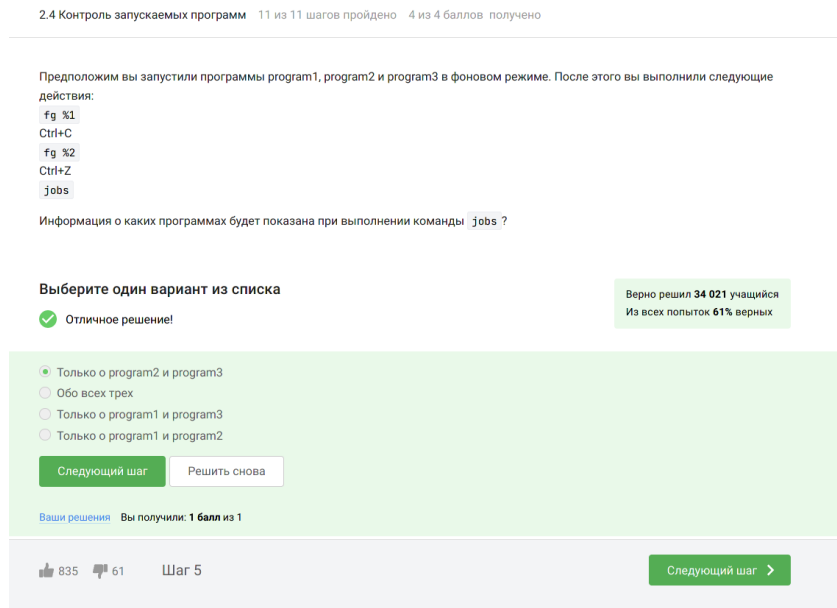 2.4 Контроль запускаемых программ 11 из 11 шагов пройдено 4 из 4 баллов получено
Предположим вы запустили программы program1, program2 и program3 в фоновом режиме. После этого вы выполнили следующие
действия:
fg %1
Ctrl+C
fg %2
Ctrl+Z
jobs
Информация о каких программах будет показана при выполнении команды jobs ?
Выберите один вариант из списка
Отличное решение!
Верно решил 34 021 учащийся
Из всех попыток 61% верных
Только о program2 и program3
Обо всех трех
Только о program1 и program3
Только о program1 и program2
Следующий шаг Решить снова
Ваши решения Вы получили: 1 балл из 1
835 61 Шаг 5 Следующий шаг